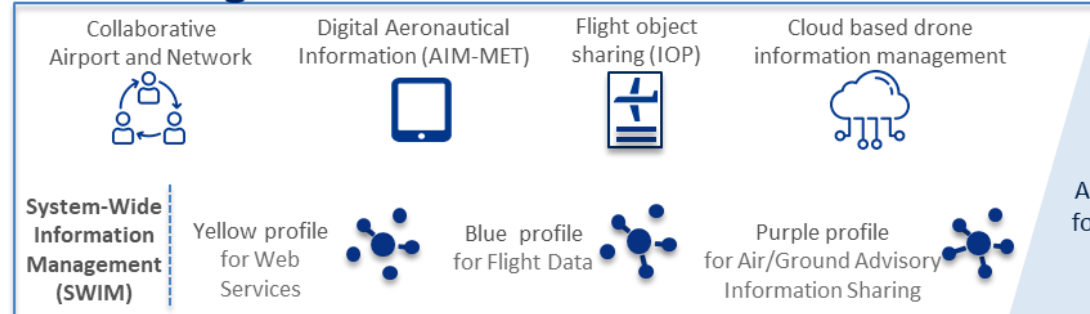 Collaborative
Airport and Network
Digital Aeronautical
Information (AIM-MET)
Flight object
sharing (IOP)
Cloud based drone
information management
System-Wide
Information
Management
(SWIM)
Yellow profile
for Web
Services
Blue profile
for Flight Data
Purple profile
for Air/Ground Advisory
Information Sharing